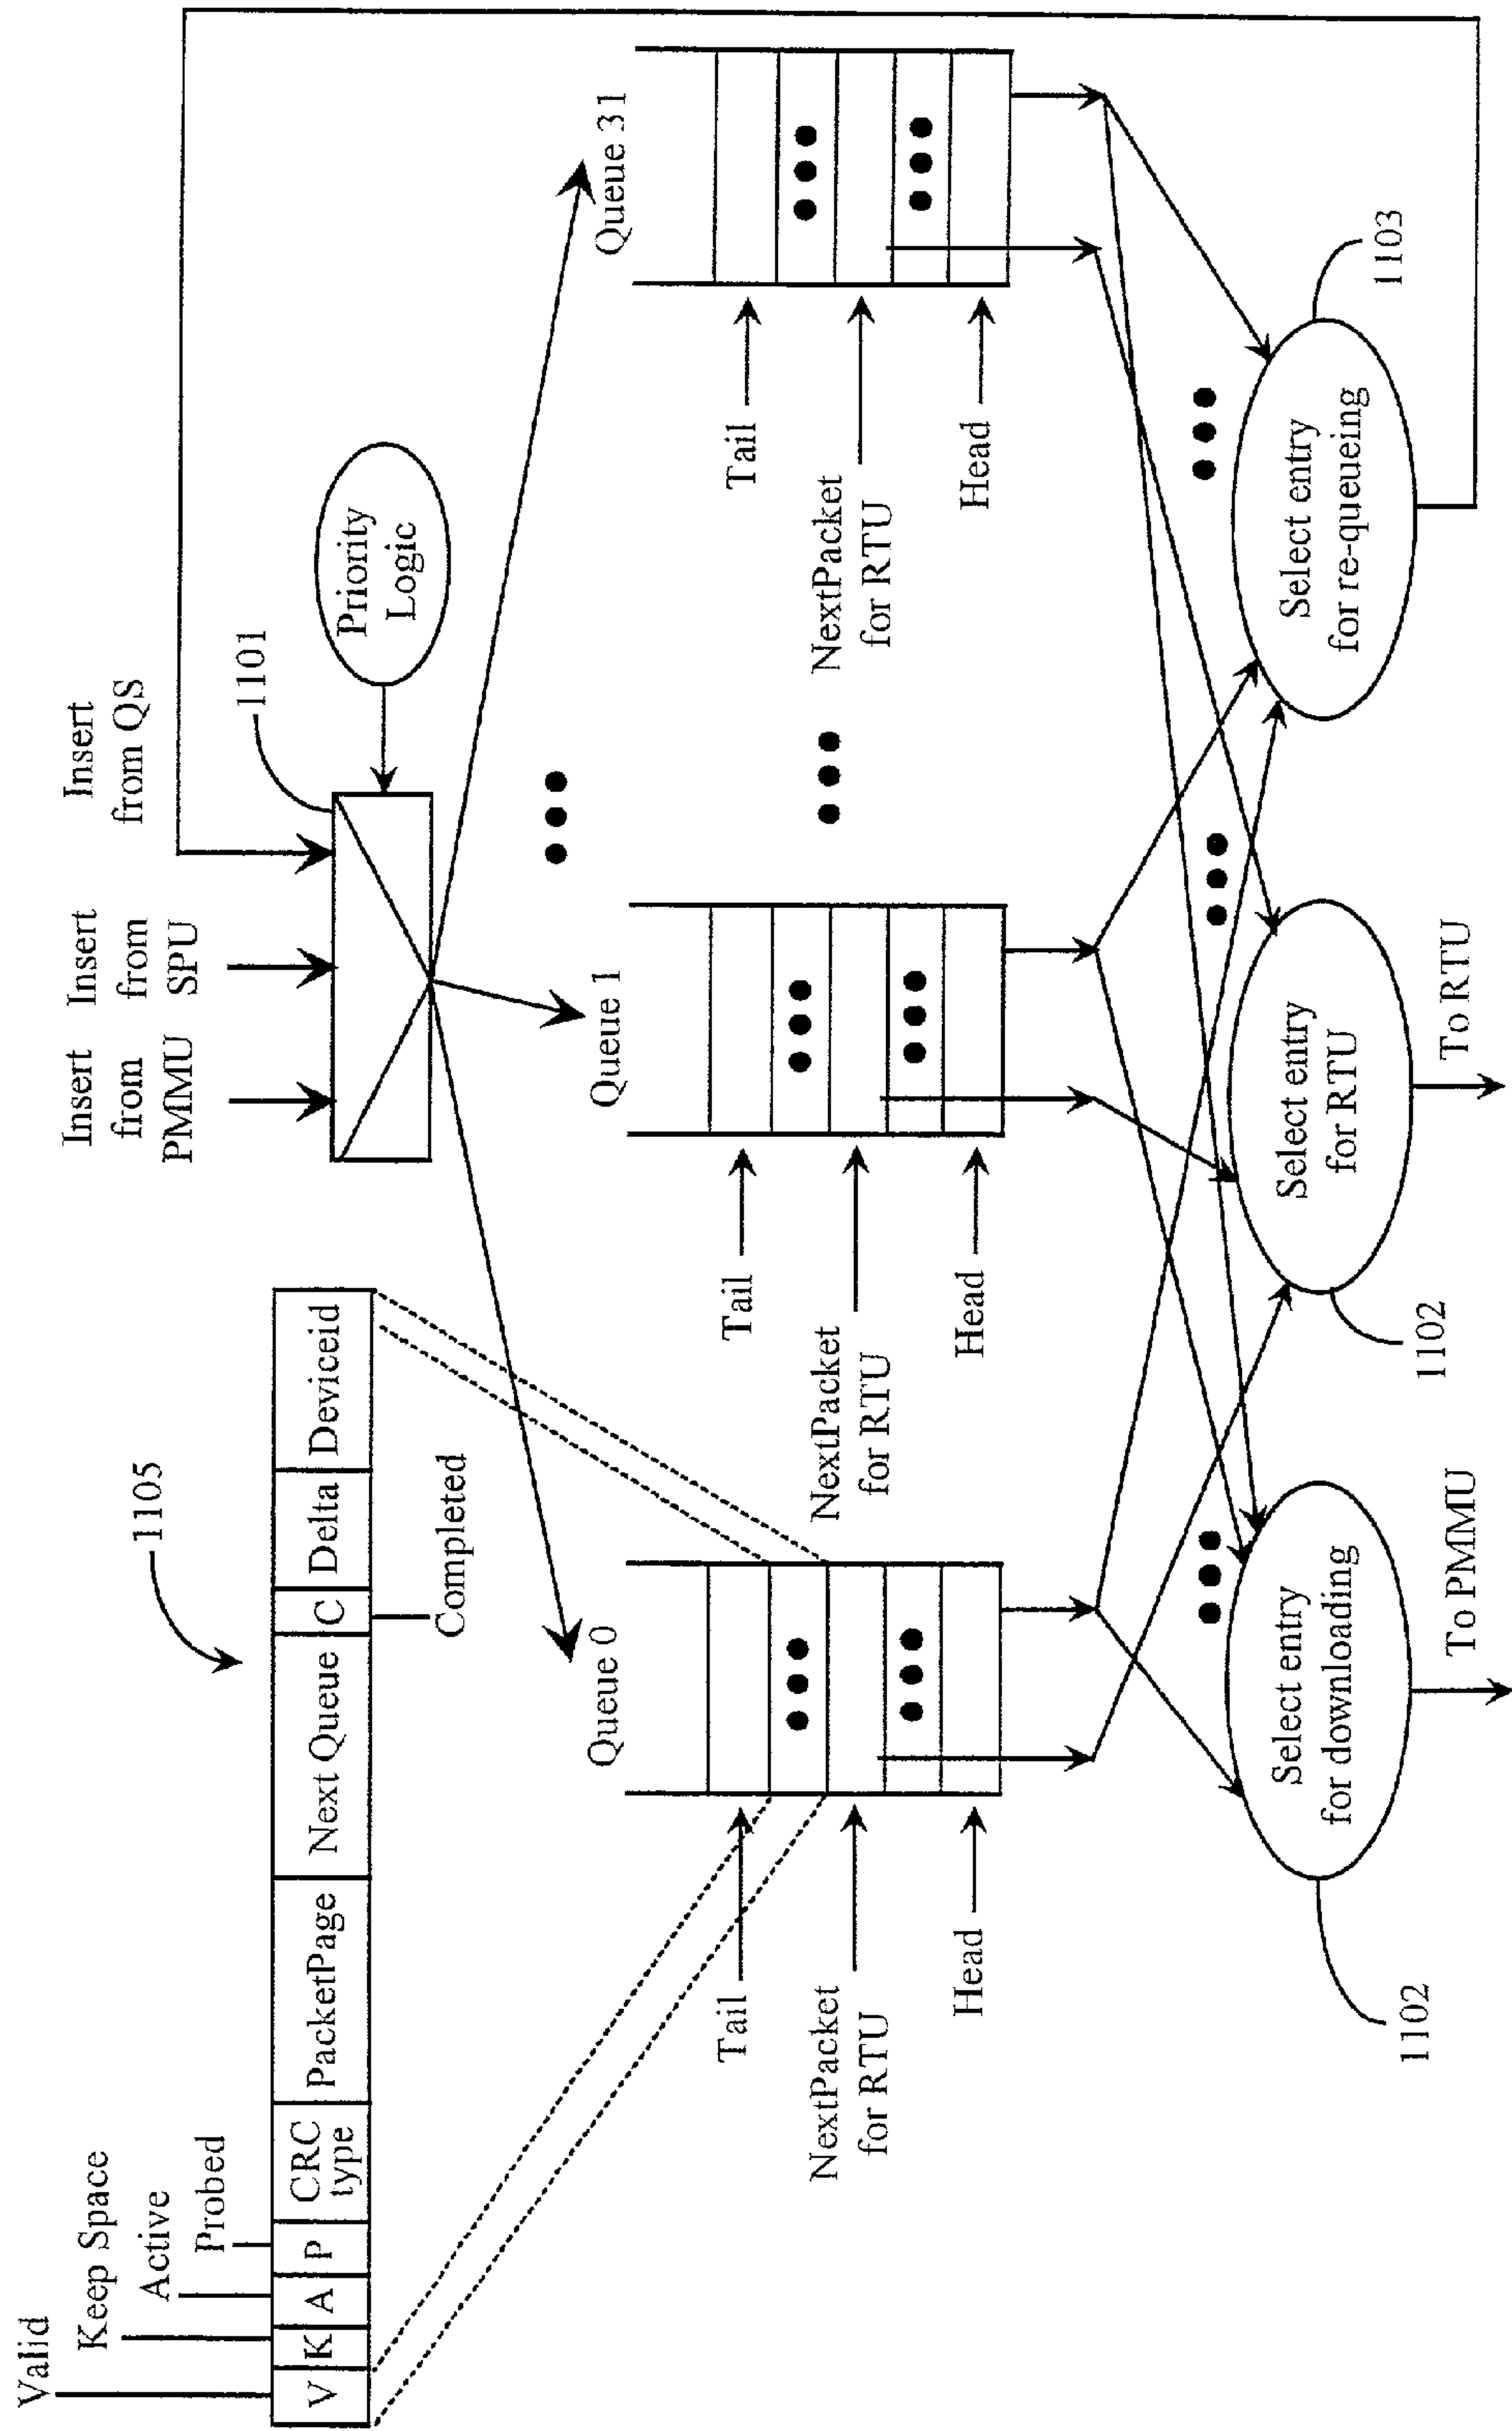 Valid
Keep Space
Active
Probed
V
K
A
P
CRC
type
PacketPage
Next Queue
C
Delta
Deviceid
Completed
1105
Insert
from
PMMU
Insert
from
SPU
Insert
from QS
1101
Priority
Logic
Queue 0
Queue 1
Queue 31
Tail
NextPacket
for RTU
Head
Tail
NextPacket
for RTU
Head
Tail
NextPacket
for RTU
Head
Select entry
for downloading
1102
To PMMU
Select entry
for RTU
1102
To RTU
Select entry
for re-queueing
1103